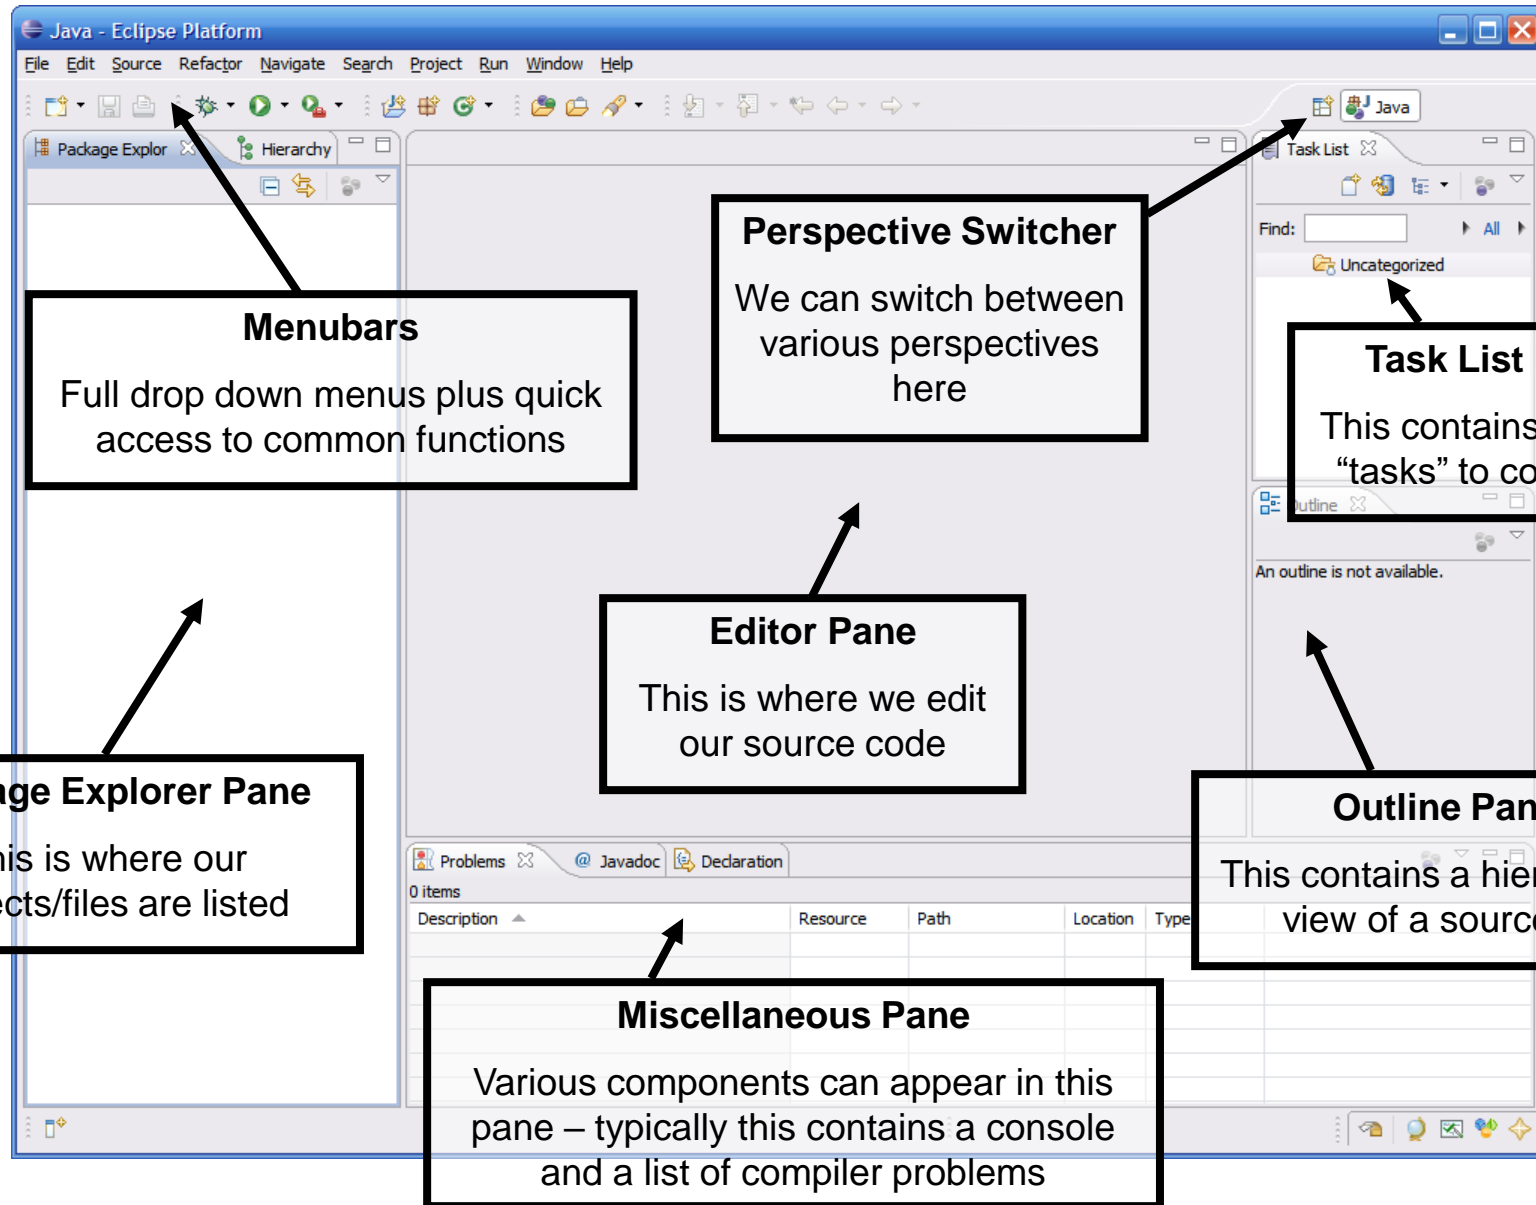 Java - Eclipse Platform
File Edit Source Refactor Navigate Search Project Run Window Help
Java
Package Explor
Hierarchy
Task List
Find:
All
Uncategorized
Perspective Switcher
We can switch between
various perspectives
here
Menubars
Full drop down menus plus quick
access to common functions
Task List
This contains
“tasks” to co
Outline
An outline is not available.
Editor Pane
This is where we edit
our source code
age Explorer Pane
his is where our
ects/files are listed
Outline Pan
This contains a hier
view of a source
Problems @ Javadoc Declaration
0 items
Description Resource Path Location Type
Miscellaneous Pane
Various components can appear in this
pane – typically this contains a console
and a list of compiler problems